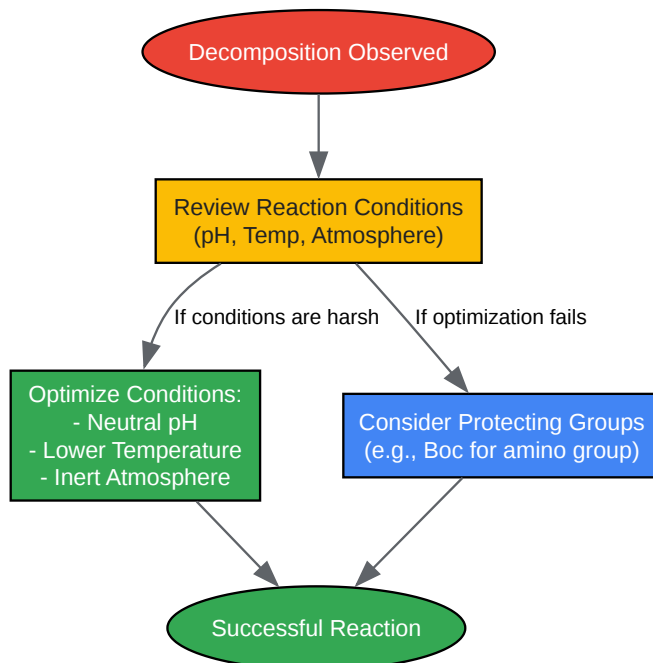 Decomposition Observed
Review Reaction Conditions
(pH, Temp, Atmosphere)
If conditions are harsh
If optimization fails
Optimize Conditions:
- Neutral pH
- Lower Temperature
- Inert Atmosphere
Consider Protecting Groups
(e.g., Boc for amino group)
Successful Reaction